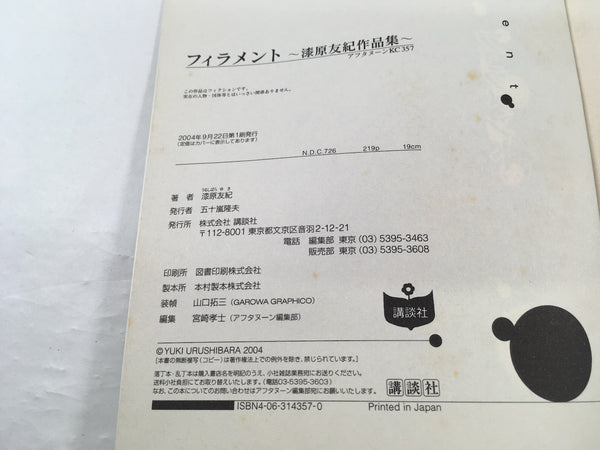 フィラメント ～漆原友紀作品集～
アフタヌーンKC357
この作品はフィクションです。
実在の人物・団体等とはいっさい関係ありません。
2004年9月22日第1刷発行
(定価はカバーに表示してあります)
N.D.C.726 219p 19cm
うるしばら ゆき
著者 漆原友紀
発行者 五十嵐隆夫
発行所 株式会社 講談社
〒112-8001 東京都文京区音羽2-12-21
電話 編集部 東京 (03) 5395-3463
販売部 東京 (03) 5395-3608
印刷所 図書印刷株式会社
製本所 本村製本株式会社
装幀 山口拓三 (GAROWA GRAPHICO)
編集 宮崎孝士 (アフタヌーン編集部)
講談社
©YUKI URUSHIBARA 2004
[本書の無断複写(コピー)は著作権法上での例外を除き、禁じられています。]
落丁本・乱丁本は購入書店名を明記のうえ、小社雑誌業務宛にお送りください。
送料小社負担にてお取り替えいたします。(電話03-5395-3603)
なお、この本についてのお問い合わせはアフタヌーン編集部宛にお願いいたします。
講談社
ISBN4-06-314357-0 Printed in Japan
ent